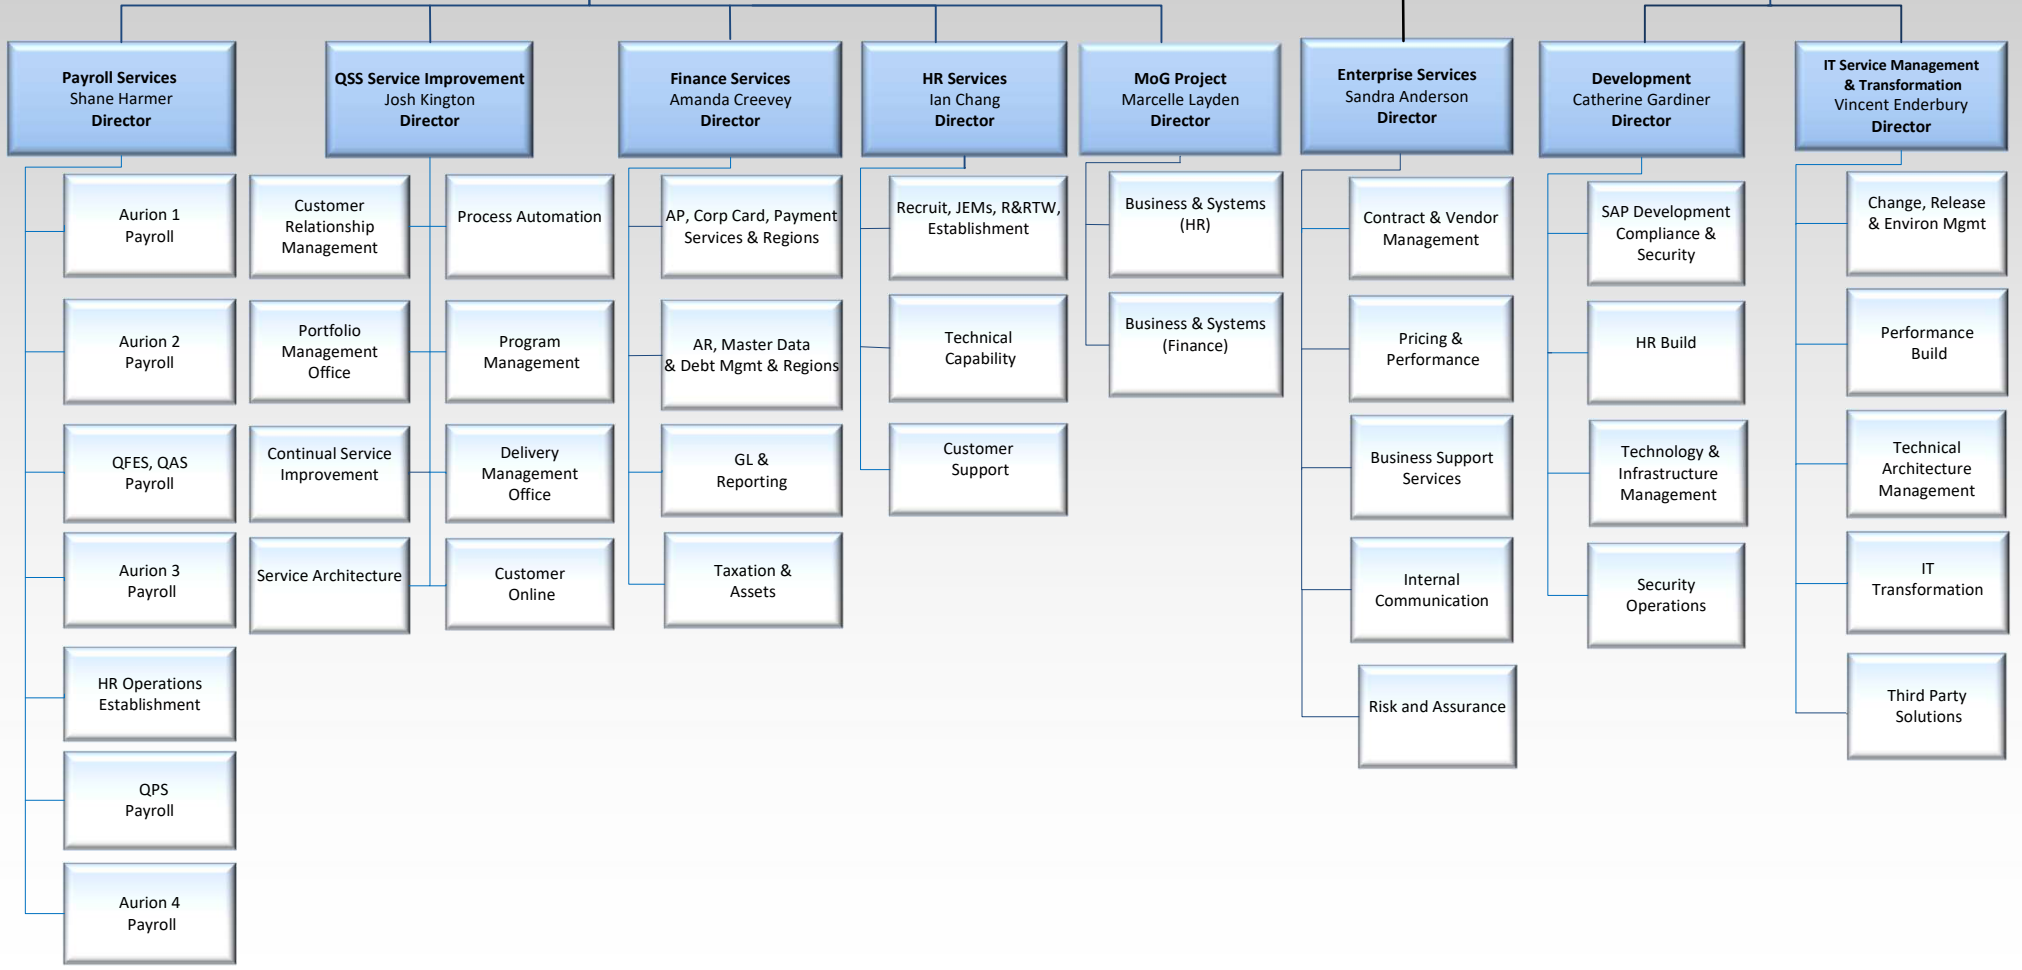 Payroll Services
Shane Harmer
Director
QSS Service Improvement
Josh Kington
Director
Finance Services
Amanda Creevey
Director
HR Services
Ian Chang
Director
MoG Project
Marcelle Layden
Director
Enterprise Services
Sandra Anderson
Director
Development
Catherine Gardiner
Director
IT Service Management
& Transformation
Vincent Enderbury
Director
Aurion 1
Payroll
Aurion 2
Payroll
QFES, QAS
Payroll
Aurion 3
Payroll
HR Operations
Establishment
QPS
Payroll
Aurion 4
Payroll
Customer
Relationship
Management
Portfolio
Management
Office
Continual Service
Improvement
Service Architecture
Process Automation
Program
Management
Delivery
Management
Office
Customer
Online
AP, Corp Card, Payment
Services & Regions
AR, Master Data
& Debt Mgmt & Regions
GL &
Reporting
Taxation &
Assets
Recruit, JEMs, R&RTW,
Establishment
Technical
Capability
Customer
Support
Business & Systems
(HR)
Business & Systems
(Finance)
Contract & Vendor
Management
Pricing &
Performance
Business Support
Services
Internal
Communication
Risk and Assurance
SAP Development
Compliance &
Security
HR Build
Technology &
Infrastructure
Management
Security
Operations
Change, Release
& Environ Mgmt
Performance
Build
Technical
Architecture
Management
IT
Transformation
Third Party
Solutions